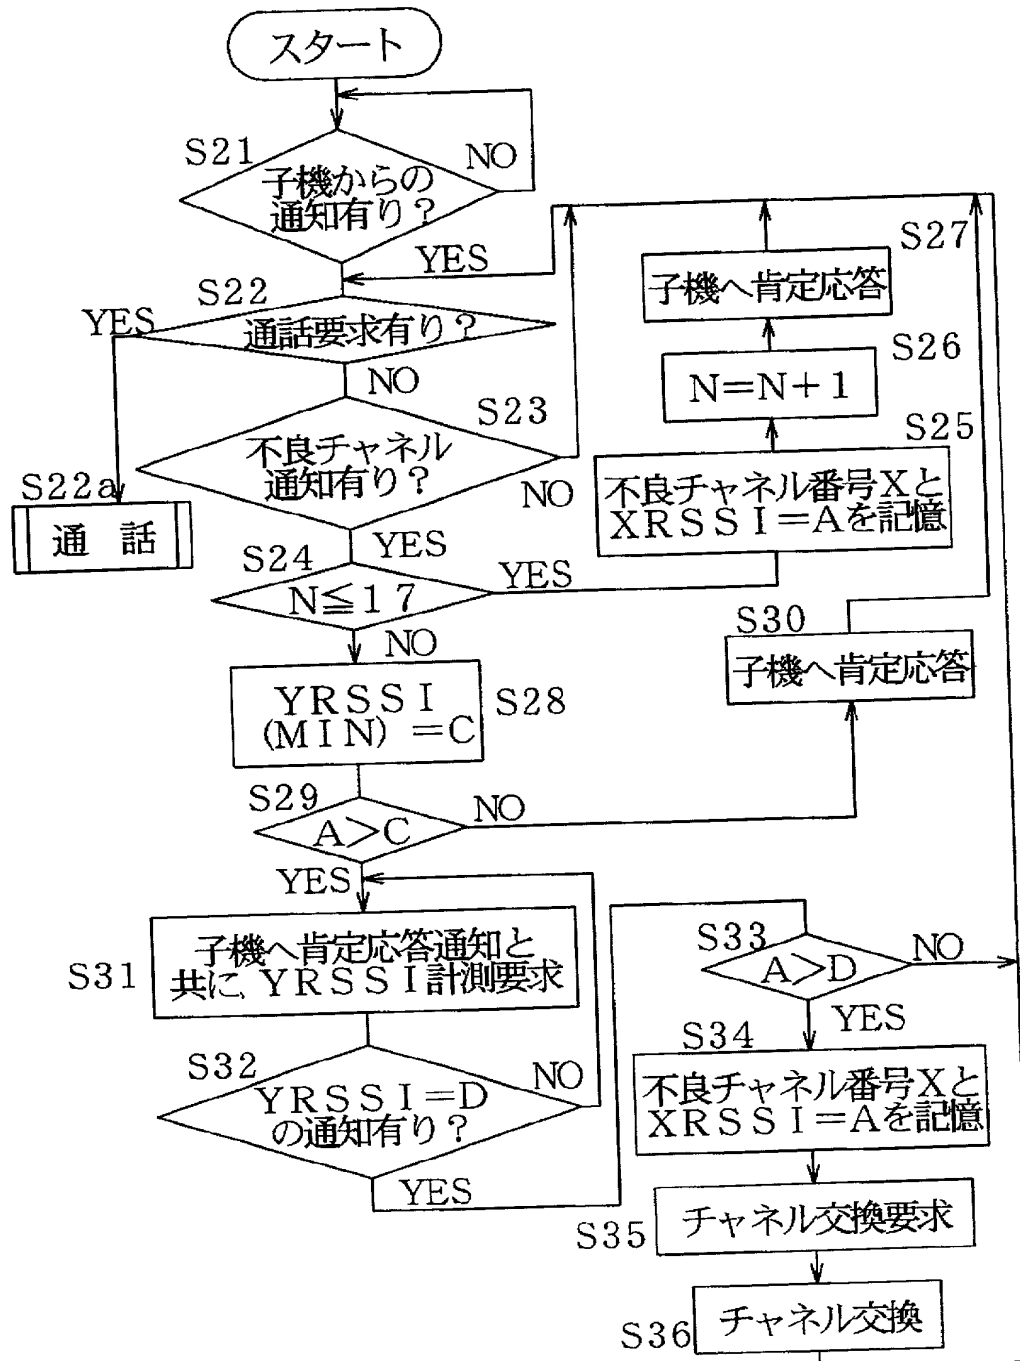 スタート
S21
子機からの
通知有り？
NO
YES
S22
通話要求有り？
YES
NO
S22a
通 話
S23
不良チャネル
通知有り？
NO
YES
S24
N≦17
YES
NO
S25
不良チャネル番号Xと
XRSSI＝Aを記憶
S26
N＝N＋1
S27
子機へ肯定応答
S28
YRSSI
(MIN)＝C
S29
A＞C
NO
YES
S30
子機へ肯定応答
S31
子機へ肯定応答通知と
共に、YRSSI計測要求
S32
YRSSI＝D
の通知有り？
NO
YES
S33
A＞D
NO
YES
S34
不良チャネル番号Xと
XRSSI＝Aを記憶
S35
チャネル交換要求
S36
チャネル交換